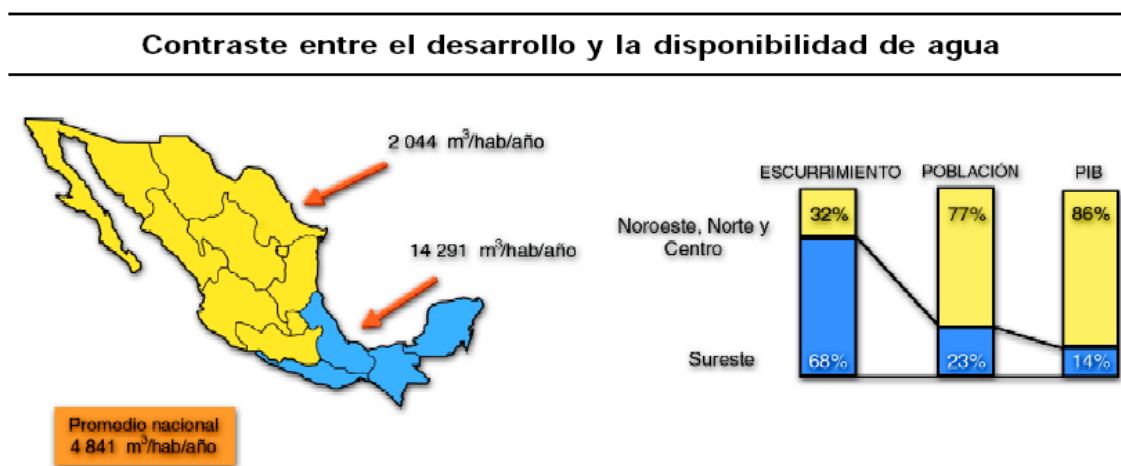 Contraste entre el desarrollo y la disponibilidad de agua
2 044 m³/hab/año
14 291 m³/hab/año
Promedio nacional
4 841 m³/hab/año
ESCURRIMIENTO POBLACIÓN PIB
Noroeste, Norte y
Centro
32% 77% 86%
Sureste
68% 23% 14%